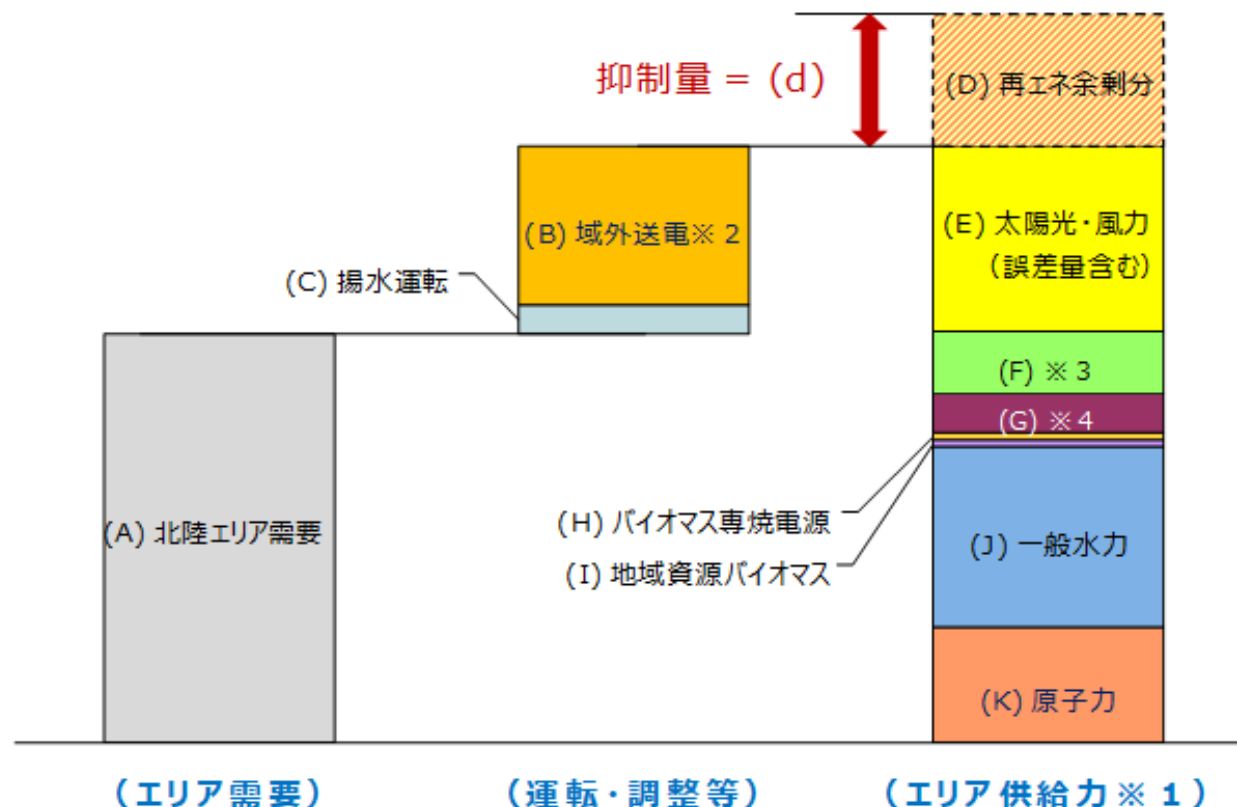 抑制量 = (d)
(D) 再エネ余剰分
(B) 域外送電※2
(E) 太陽光・風力
(誤差量含む)
(C) 揚水運転
(F) ※3
(G) ※4
(A) 北陸エリア需要
(H) バイオマス専焼電源
(J) 一般水力
(I) 地域資源バイオマス
(K) 原子力
(エリア需要)
(運転・調整等)
(エリア供給力※1)